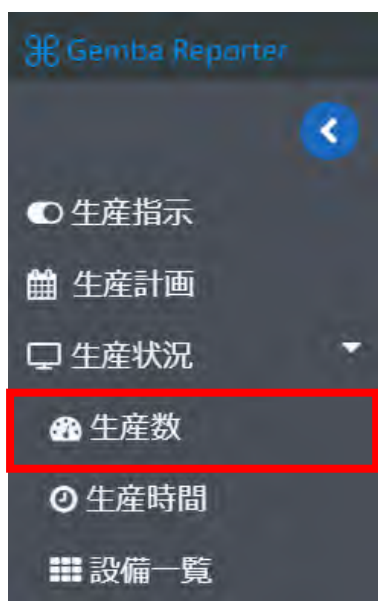 Gemba Reporter
生産指示
生産計画
生産状況
生産数
生産時間
設備一覧